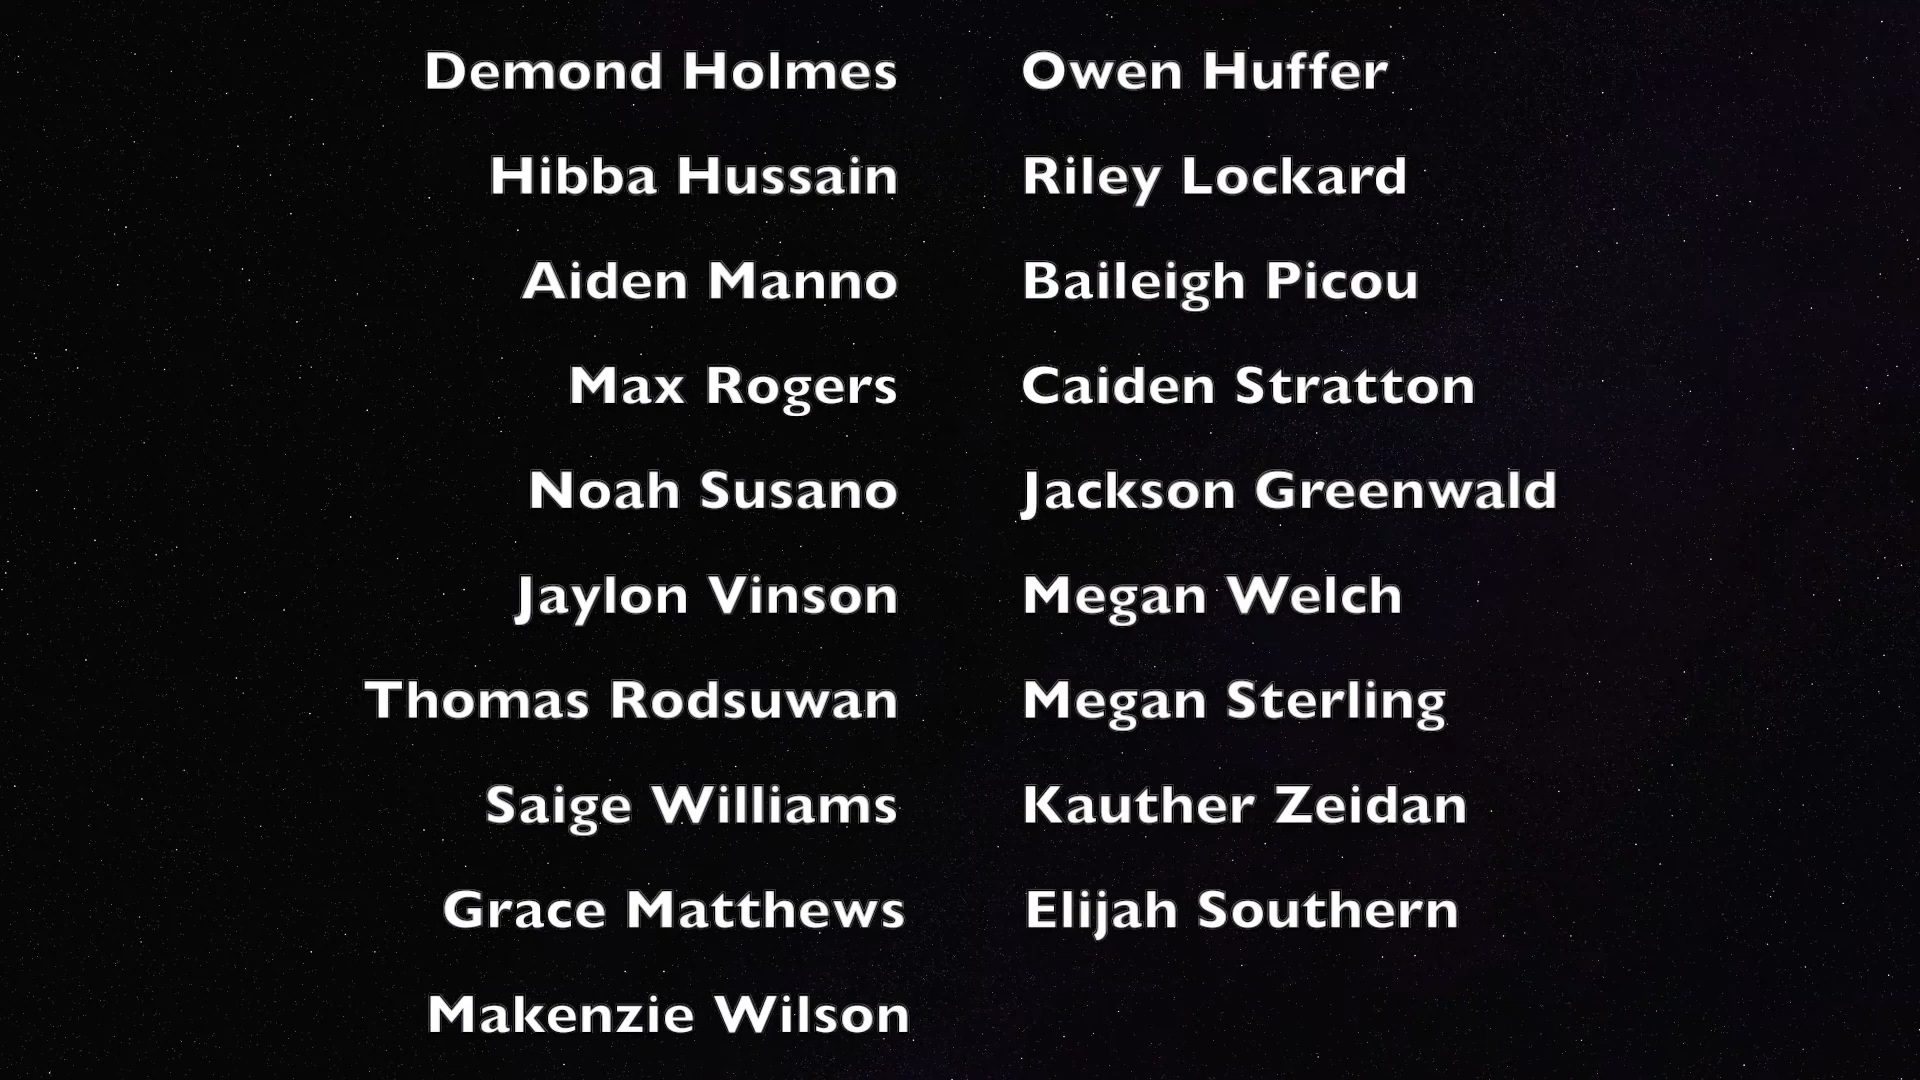 Demond Holmes Owen Huffer
Hibba Hussain Riley Lockard
Aiden Manno Baileigh Picou
Max Rogers Caiden Stratton
Noah Susano Jackson Greenwald
Jaylon Vinson Megan Welch
Thomas Rodsuwan Megan Sterling
Saige Williams Kauther Zeidan
Grace Matthews Elijah Southern
Makenzie Wilson